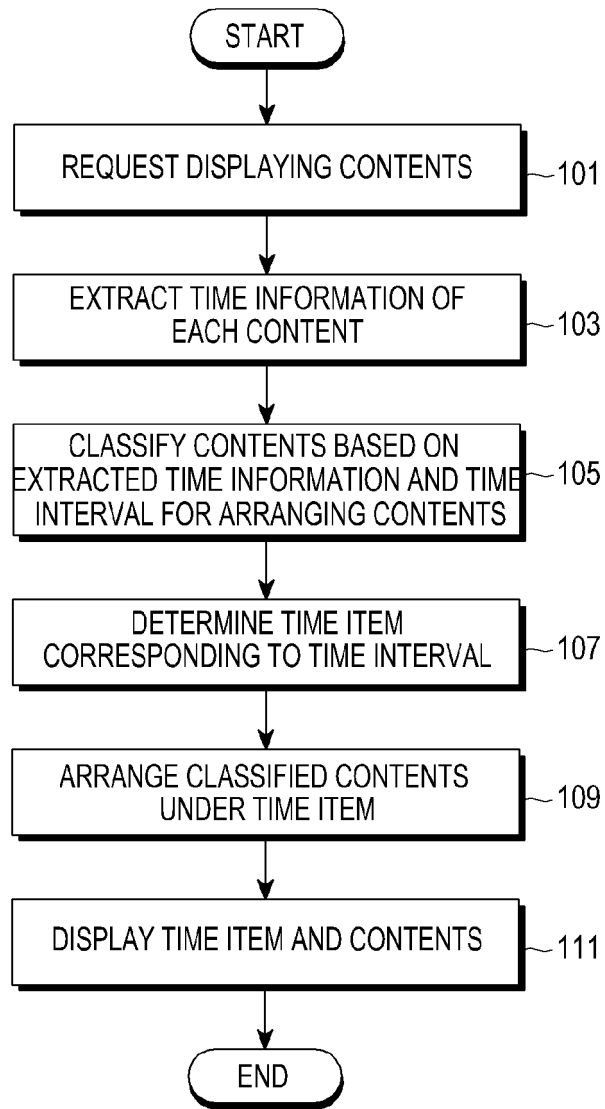 START
REQUEST DISPLAYING CONTENTS
101
EXTRACT TIME INFORMATION OF
EACH CONTENT
103
CLASSIFY CONTENTS BASED ON
EXTRACTED TIME INFORMATION AND TIME
INTERVAL FOR ARRANGING CONTENTS
105
DETERMINE TIME ITEM
CORRESPONDING TO TIME INTERVAL
107
ARRANGE CLASSIFIED CONTENTS
UNDER TIME ITEM
109
DISPLAY TIME ITEM AND CONTENTS
111
END